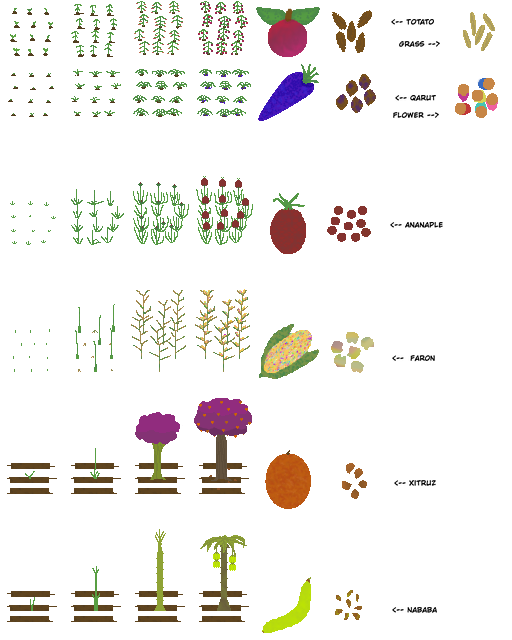 <-- TOTATO
GRASS -->
<-- QARUT
FLOWER -->
<-- ANANAPLE
<-- FARON
<-- XITRUZ
<-- NABABA